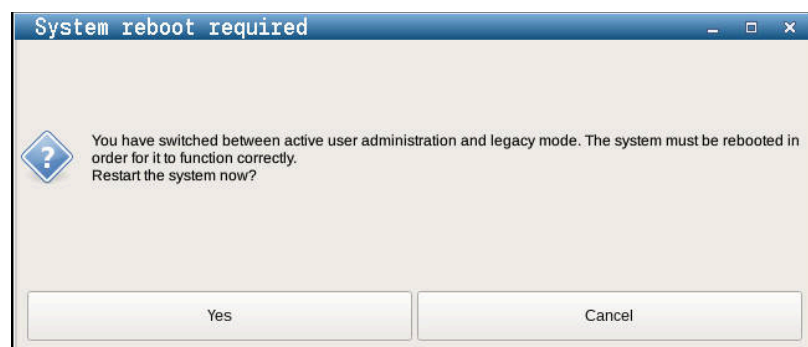 System reboot required
You have switched between active user administration and legacy mode. The system must be rebooted in
order for it to function correctly.
Restart the system now?
Yes
Cancel